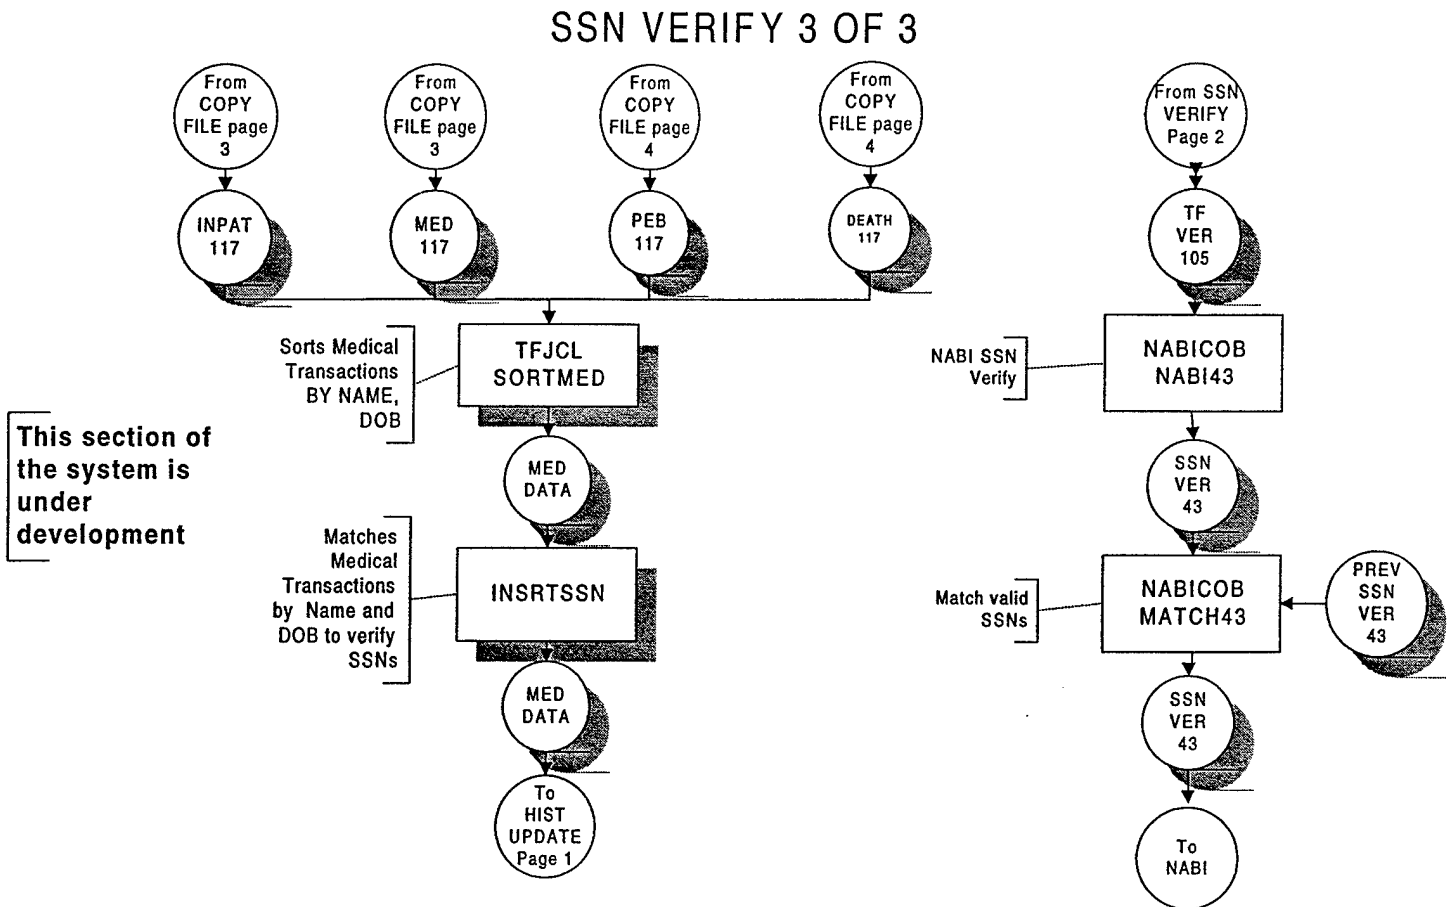 SSN VERIFY 3 OF 3
From
COPY
FILE page
3
From
COPY
FILE page
3
From
COPY
FILE page
4
From
COPY
FILE page
4
From SSN
VERIFY
Page 2
INPAT
117
MED
117
PEB
117
DEATH
117
TF
VER
105
Sorts Medical
Transactions
BY NAME,
DOB
TFJCL
SORTMED
NABI SSN
Verify
NABICOB
NABI43
This section of
the system is
under
development
MED
DATA
SSN
VER
43
Matches
Medical
Transactions
by Name and
DOB to verify
SSNs
INSRTSSN
Match valid
SSNs
NABICOB
MATCH43
PREV
SSN
VER
43
MED
DATA
SSN
VER
43
To
HIST
UPDATE
Page 1
To
NABI